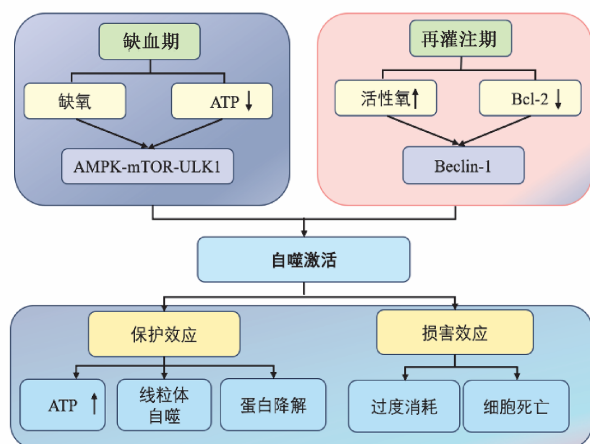 缺血期
再灌注期
缺氧
ATP↓
活性氧↑
Bcl-2↓
AMPK-mTOR-ULK1
Beclin-1
自噬激活
保护效应
损害效应
ATP↑
线粒体
自噬
蛋白降解
过度消耗
细胞死亡